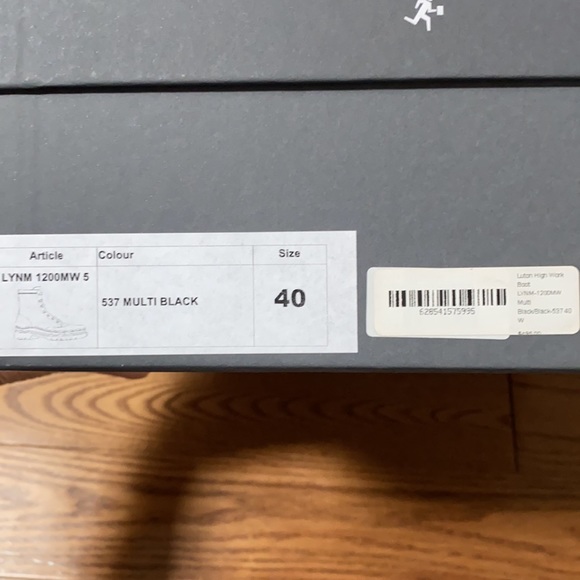 Article Colour Size
LYNM 1200MW 5
537 MULTI BLACK
40
628541575995
Luton High Work
Boot
LYNM-1200MW
Multi
Black/Black-537 40
W